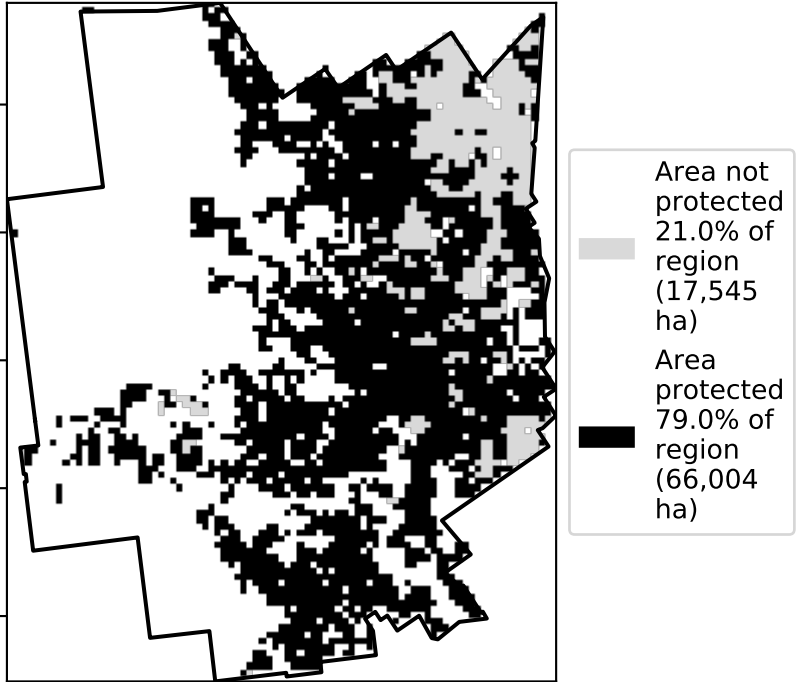 Area not
protected
21.0% of
region
(17,545
ha)
Area
protected
79.0% of
region
(66,004
ha)